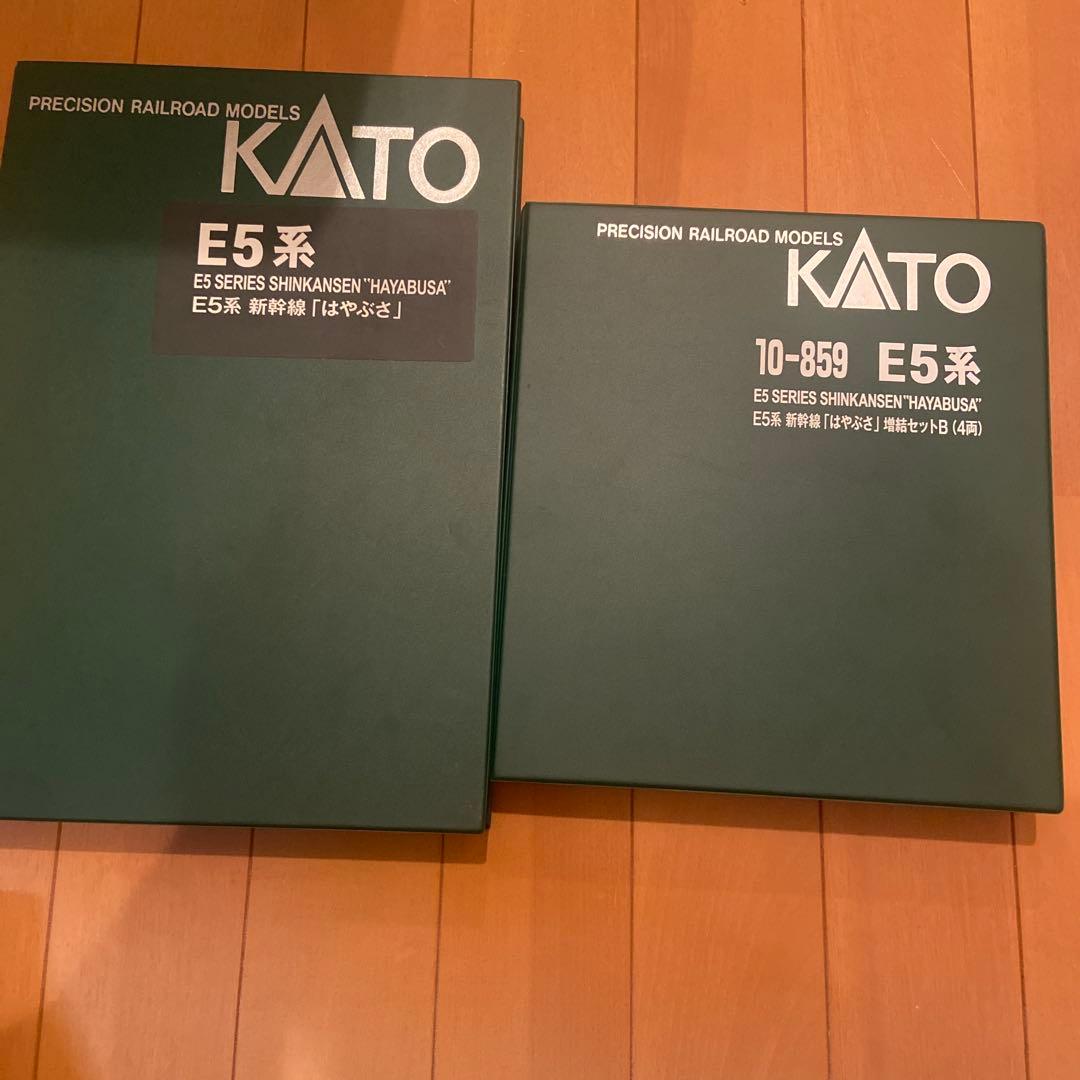 PRECISION RAILROAD MODELS
KATO
E5系
E5 SERIES SHINKANSEN "HAYABUSA"
E5系 新幹線「はやぶさ」
PRECISION RAILROAD MODELS
KATO
10-859 E5系
E5 SERIES SHINKANSEN "HAYABUSA"
E5系 新幹線「はやぶさ」増結セットB(4両)